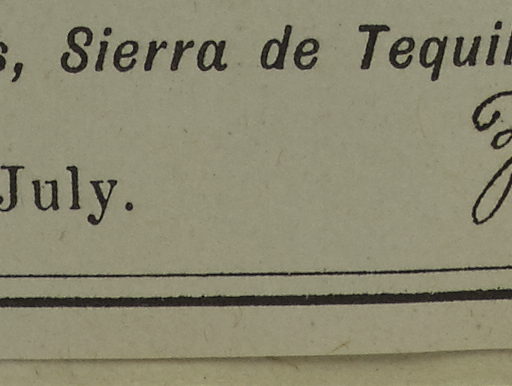 s, Sierra de Tequil
July.